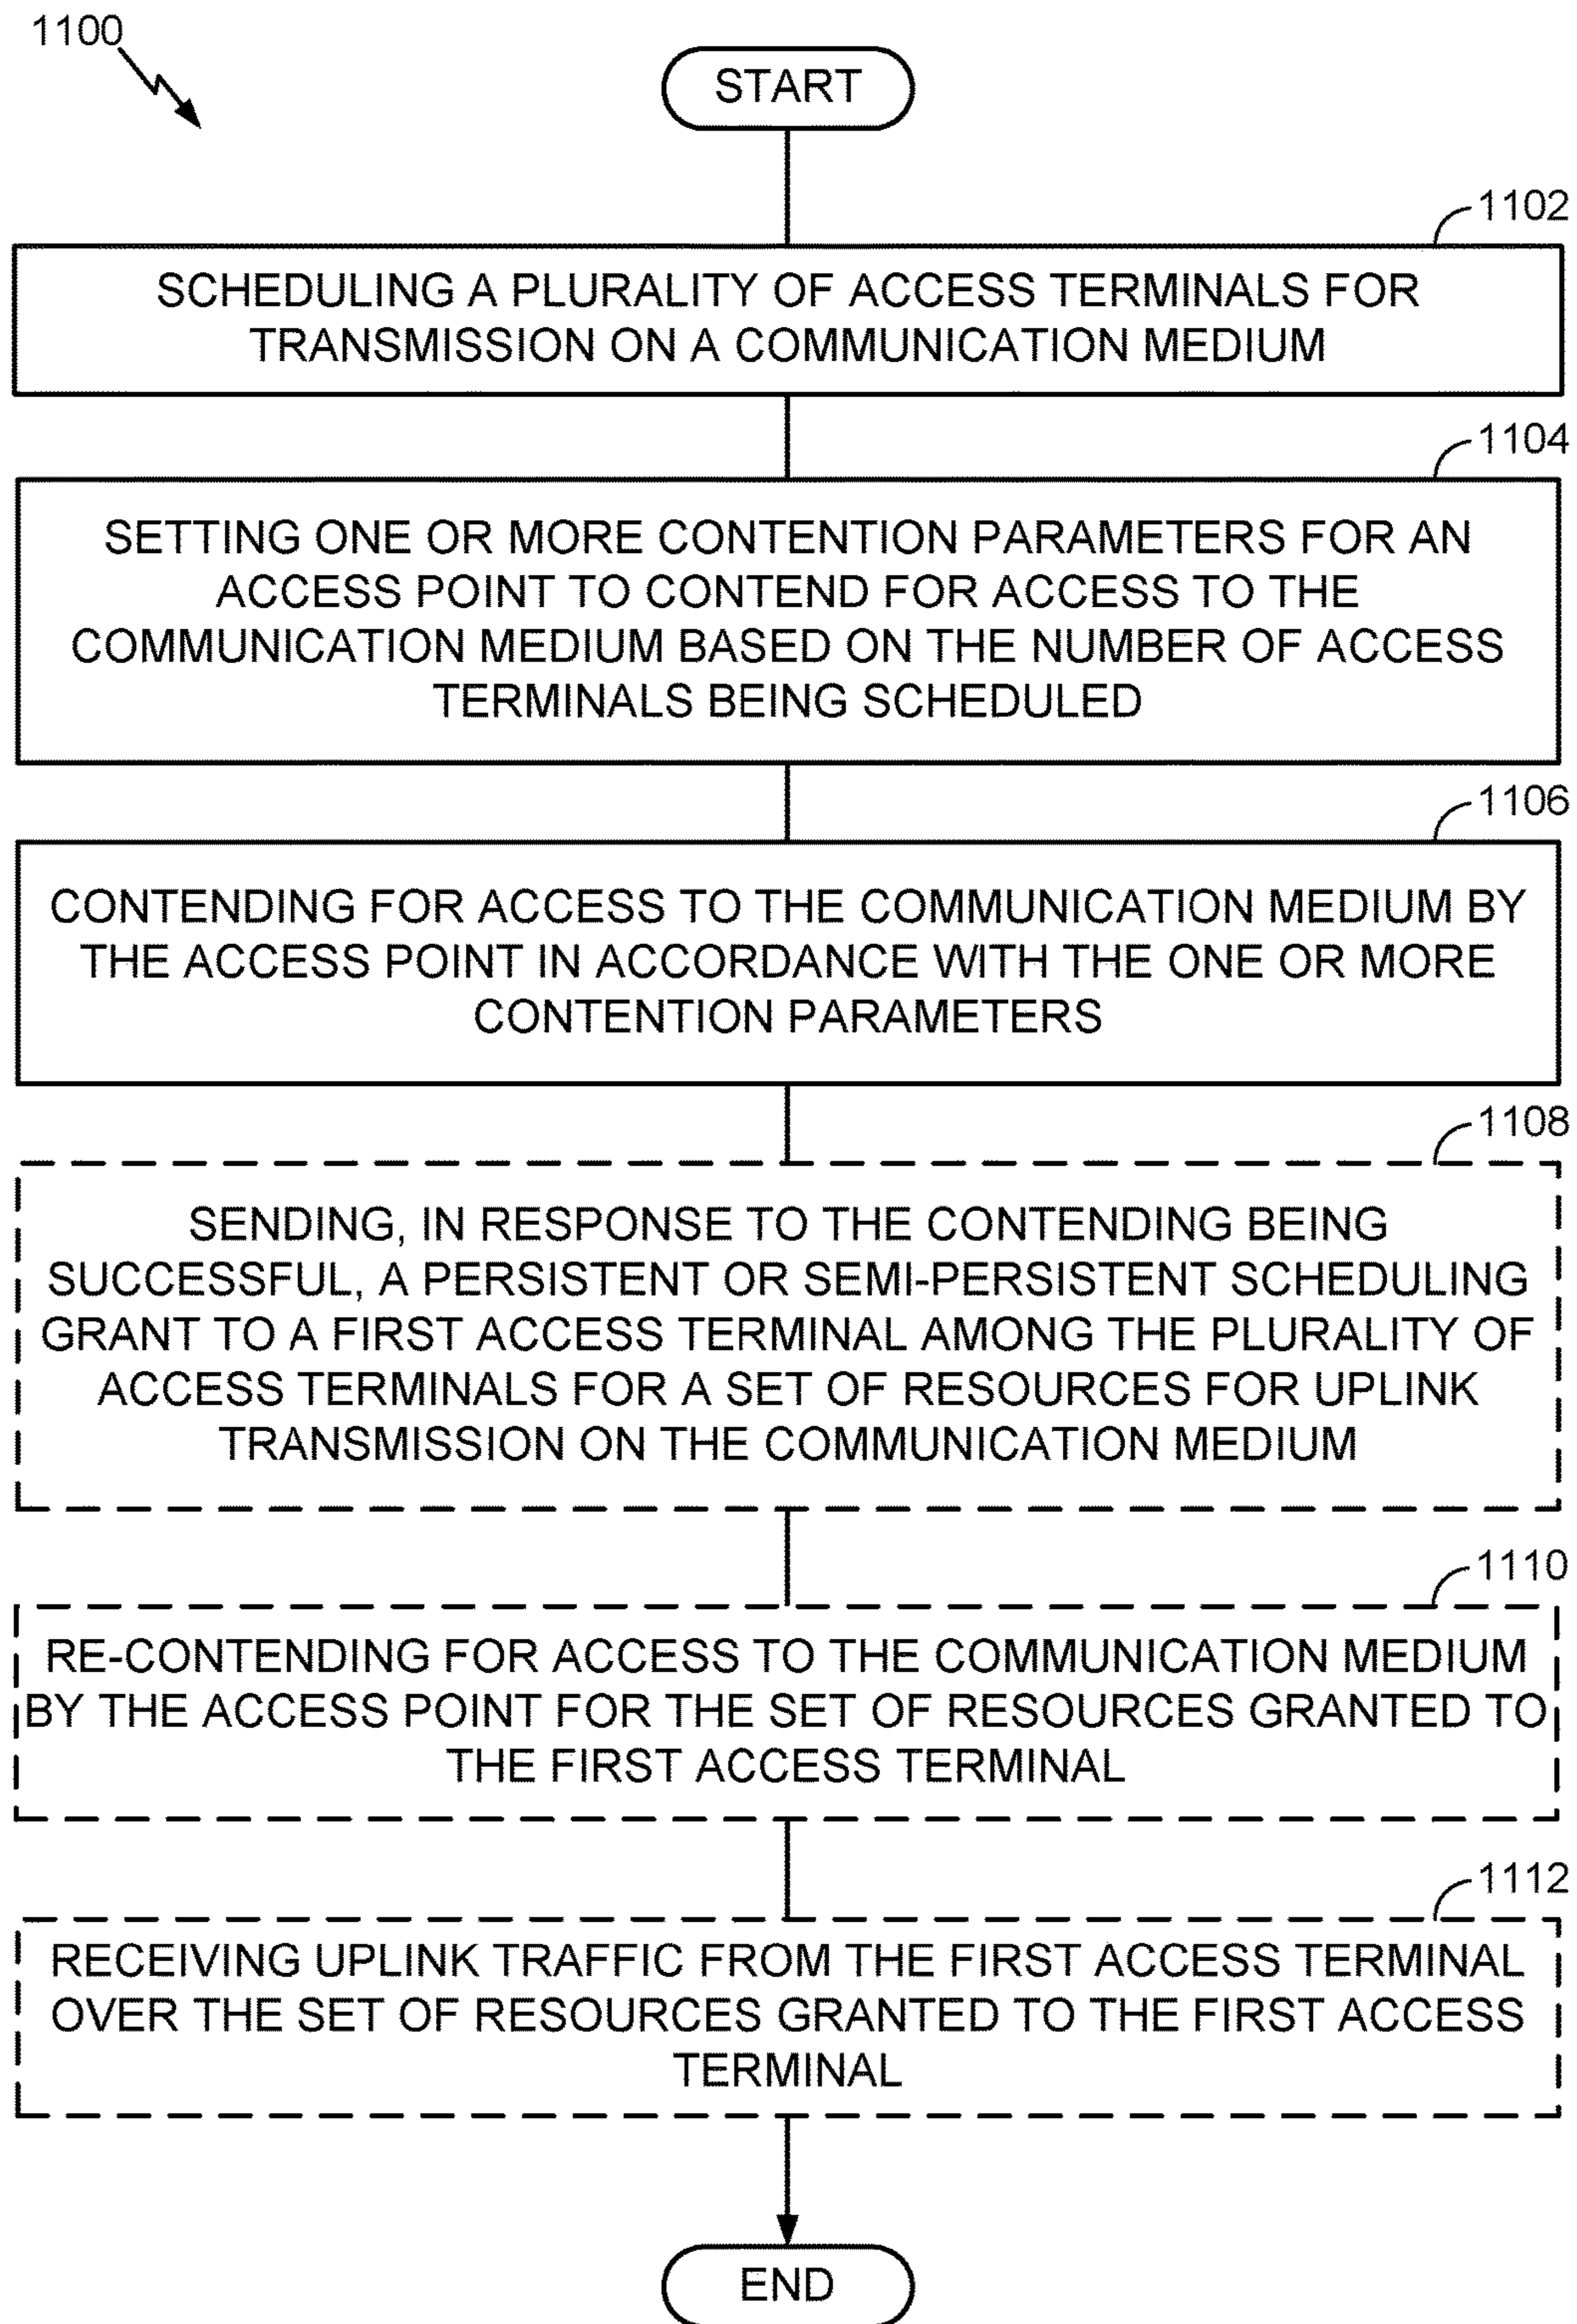 1100
START
1102
SCHEDULING A PLURALITY OF ACCESS TERMINALS FOR
TRANSMISSION ON A COMMUNICATION MEDIUM
1104
SETTING ONE OR MORE CONTENTION PARAMETERS FOR AN
ACCESS POINT TO CONTEND FOR ACCESS TO THE
COMMUNICATION MEDIUM BASED ON THE NUMBER OF ACCESS
TERMINALS BEING SCHEDULED
1106
CONTENDING FOR ACCESS TO THE COMMUNICATION MEDIUM BY
THE ACCESS POINT IN ACCORDANCE WITH THE ONE OR MORE
CONTENTION PARAMETERS
1108
SENDING, IN RESPONSE TO THE CONTENDING BEING
SUCCESSFUL, A PERSISTENT OR SEMI-PERSISTENT SCHEDULING
GRANT TO A FIRST ACCESS TERMINAL AMONG THE PLURALITY OF
ACCESS TERMINALS FOR A SET OF RESOURCES FOR UPLINK
TRANSMISSION ON THE COMMUNICATION MEDIUM
1110
RE-CONTENDING FOR ACCESS TO THE COMMUNICATION MEDIUM
BY THE ACCESS POINT FOR THE SET OF RESOURCES GRANTED TO
THE FIRST ACCESS TERMINAL
1112
RECEIVING UPLINK TRAFFIC FROM THE FIRST ACCESS TERMINAL
OVER THE SET OF RESOURCES GRANTED TO THE FIRST ACCESS
TERMINAL
END